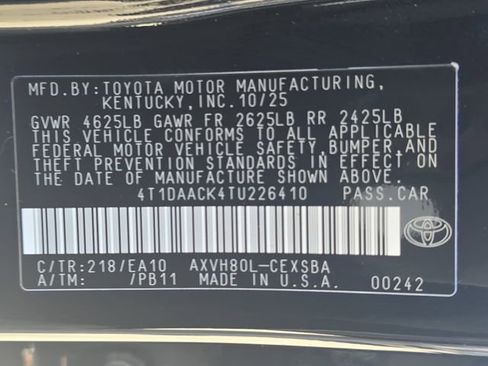 MFD.BY:TOYOTA MOTOR MANUFACTURING,
KENTUCKY,INC.10/25
GVWR 4625LB GAWR FR 2625LB RR 2425LB
THIS VEHICLE CONFORMS TO ALL APPLICABLE
FEDERAL MOTOR VEHICLE SAFETY, BUMPER,AND
THEFT PREVENTION STANDARDS IN EFFECT ON
THE DATE OF MANUFACTURE SHOWN ABOVE.
4T1DAACK4TU226410 PASS.CAR
C/TR:218/EA10 AXVH80L-CEXSBA
A/TM: /PB11 MADE IN U.S.A. 00242